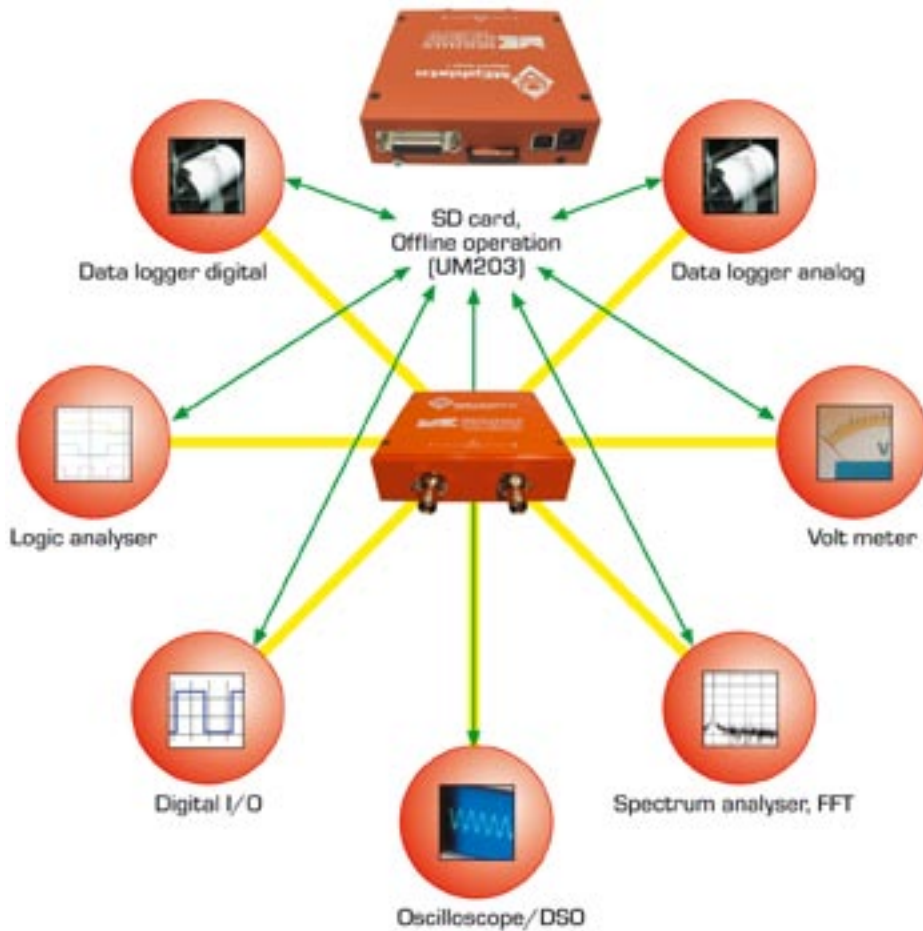 SD card,
Offline operation
(UM203)
Data logger digital
Data logger analog
Logic analyser
V
Volt meter
Digital I/O
Spectrum analyser, FFT
Oscilloscope/DSO